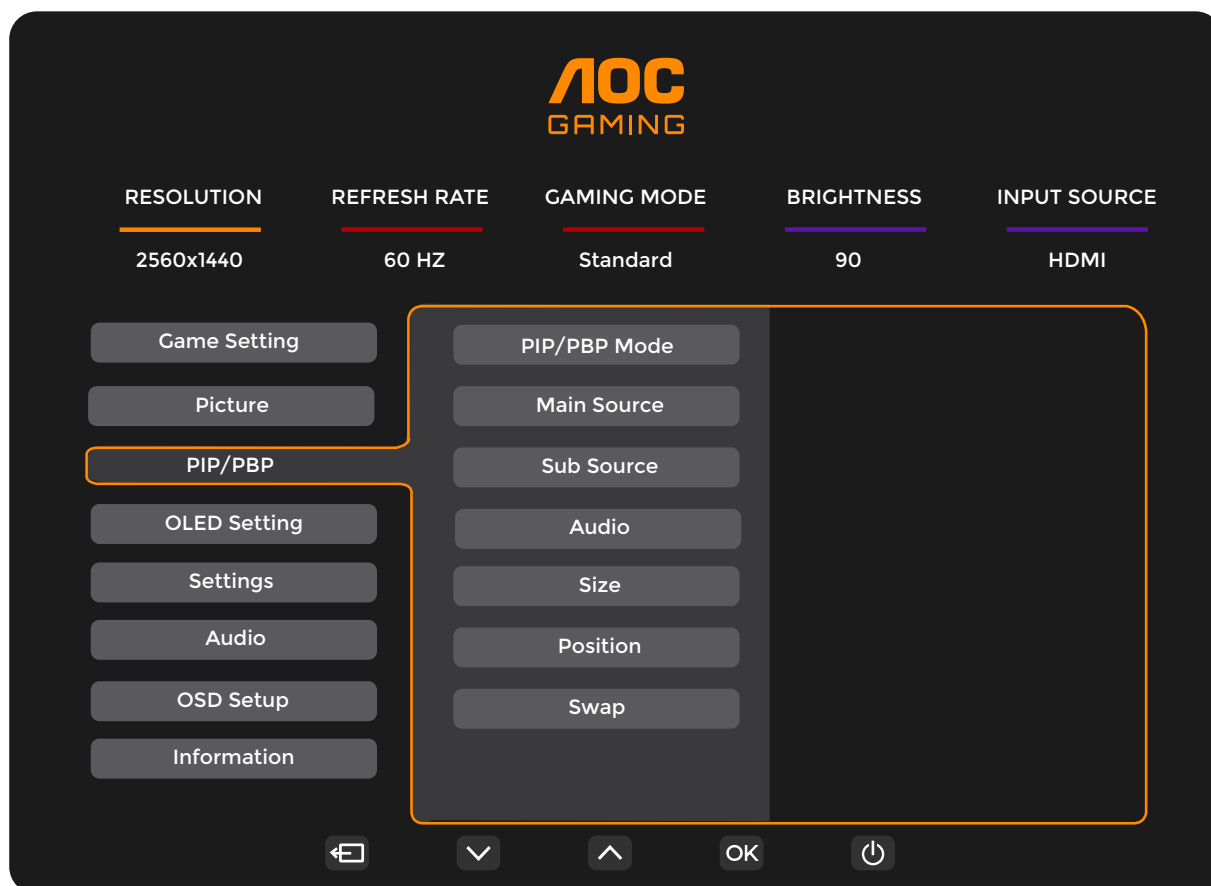 AOC
GAMING
RESOLUTION REFRESH RATE GAMING MODE BRIGHTNESS INPUT SOURCE
2560x1440 60 HZ Standard 90 HDMI
Game Setting
Picture
PIP/PBP
OLED Setting
Settings
Audio
OSD Setup
Information
PIP/PBP Mode
Main Source
Sub Source
Audio
Size
Position
Swap
OK